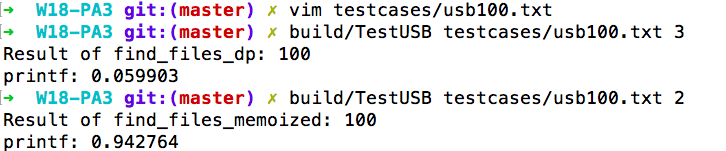 ➜ W18-PA3 git:(master) ✗ vim testcases/usb100.txt
➜ W18-PA3 git:(master) ✗ build/TestUSB testcases/usb100.txt 3
Result of find_files_dp: 100
printf: 0.059903
➜ W18-PA3 git:(master) ✗ build/TestUSB testcases/usb100.txt 2
Result of find_files_memoized: 100
printf: 0.942764